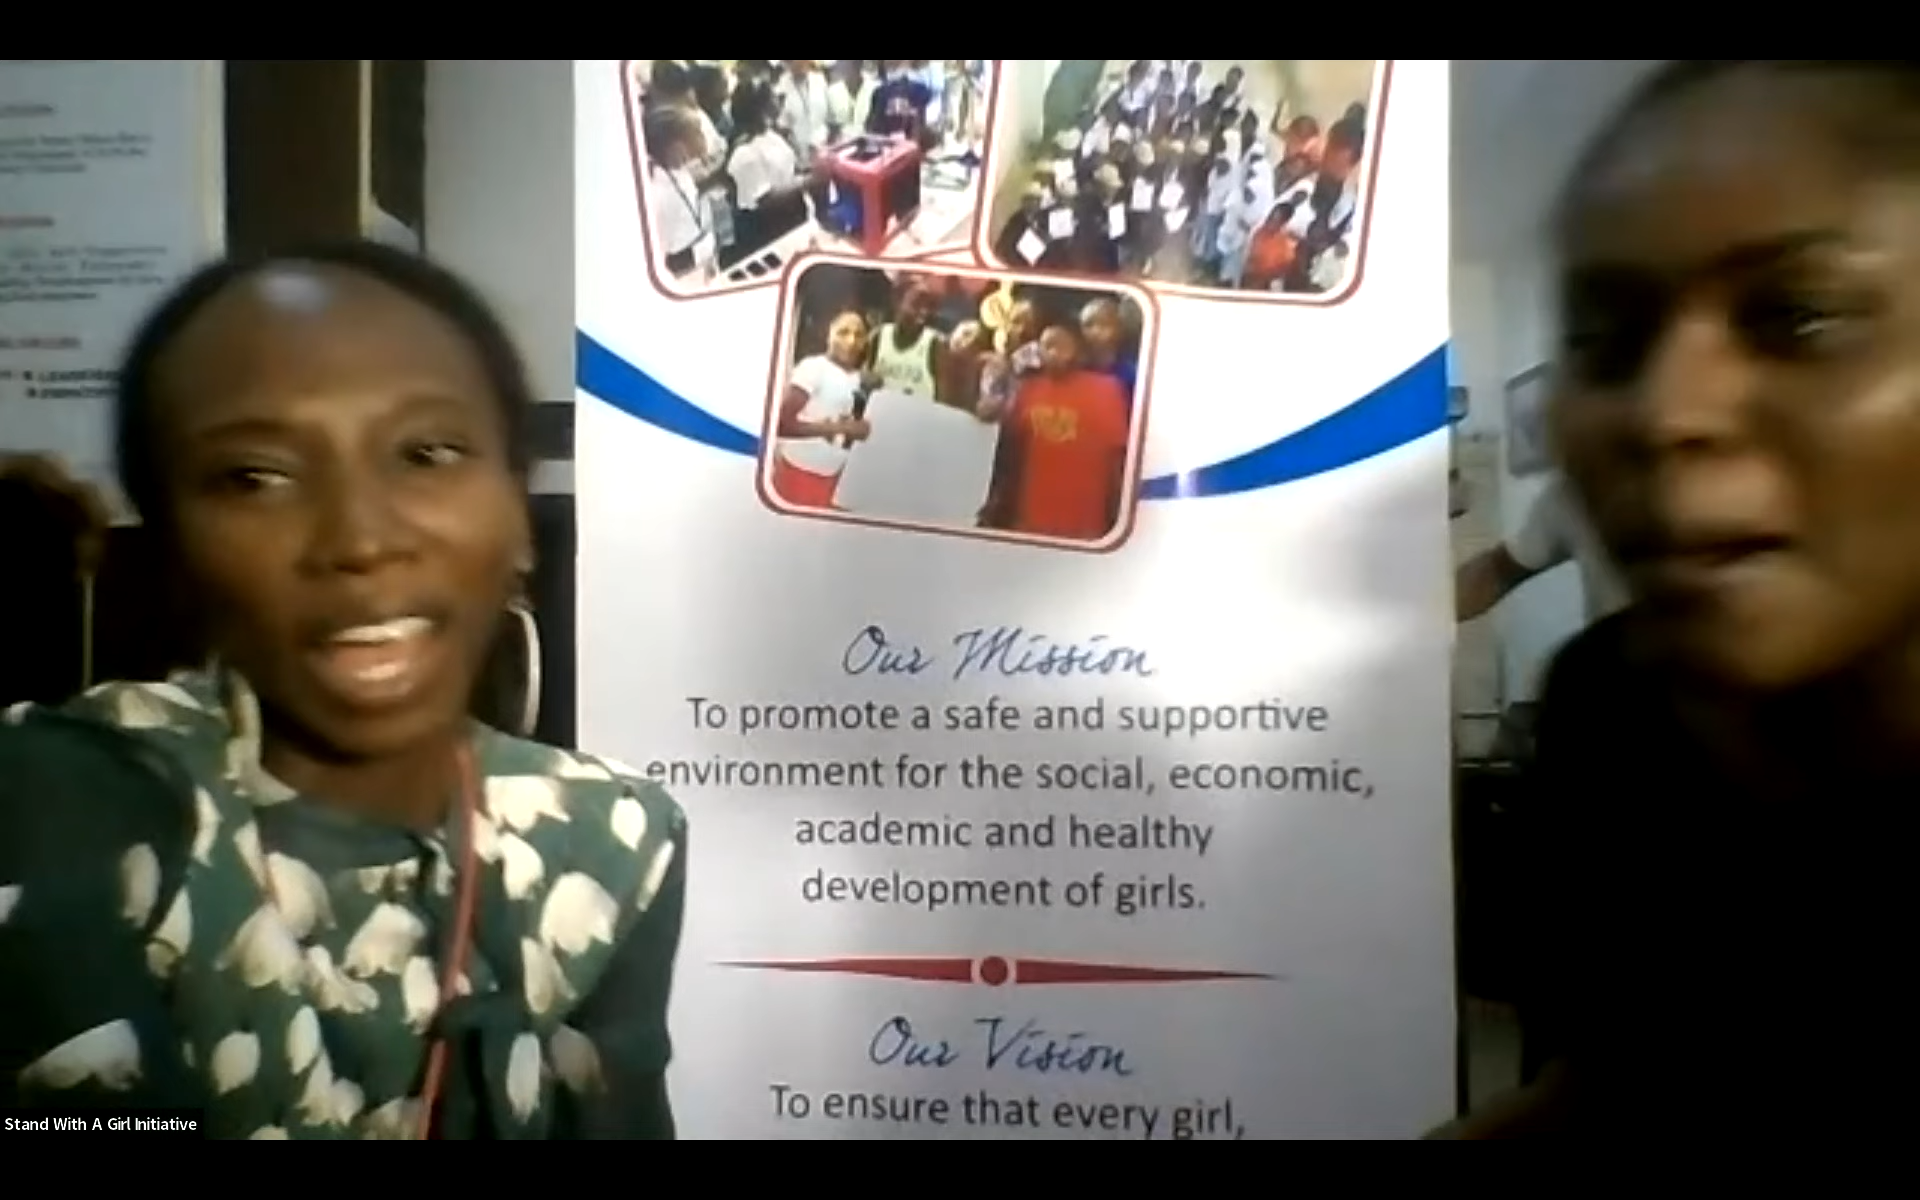 Our Mission
To promote a safe and supportive
environment for the social, economic,
academic and healthy
development of girls.
Our Vision
To ensure that every girl,
Stand With A Girl Initiative